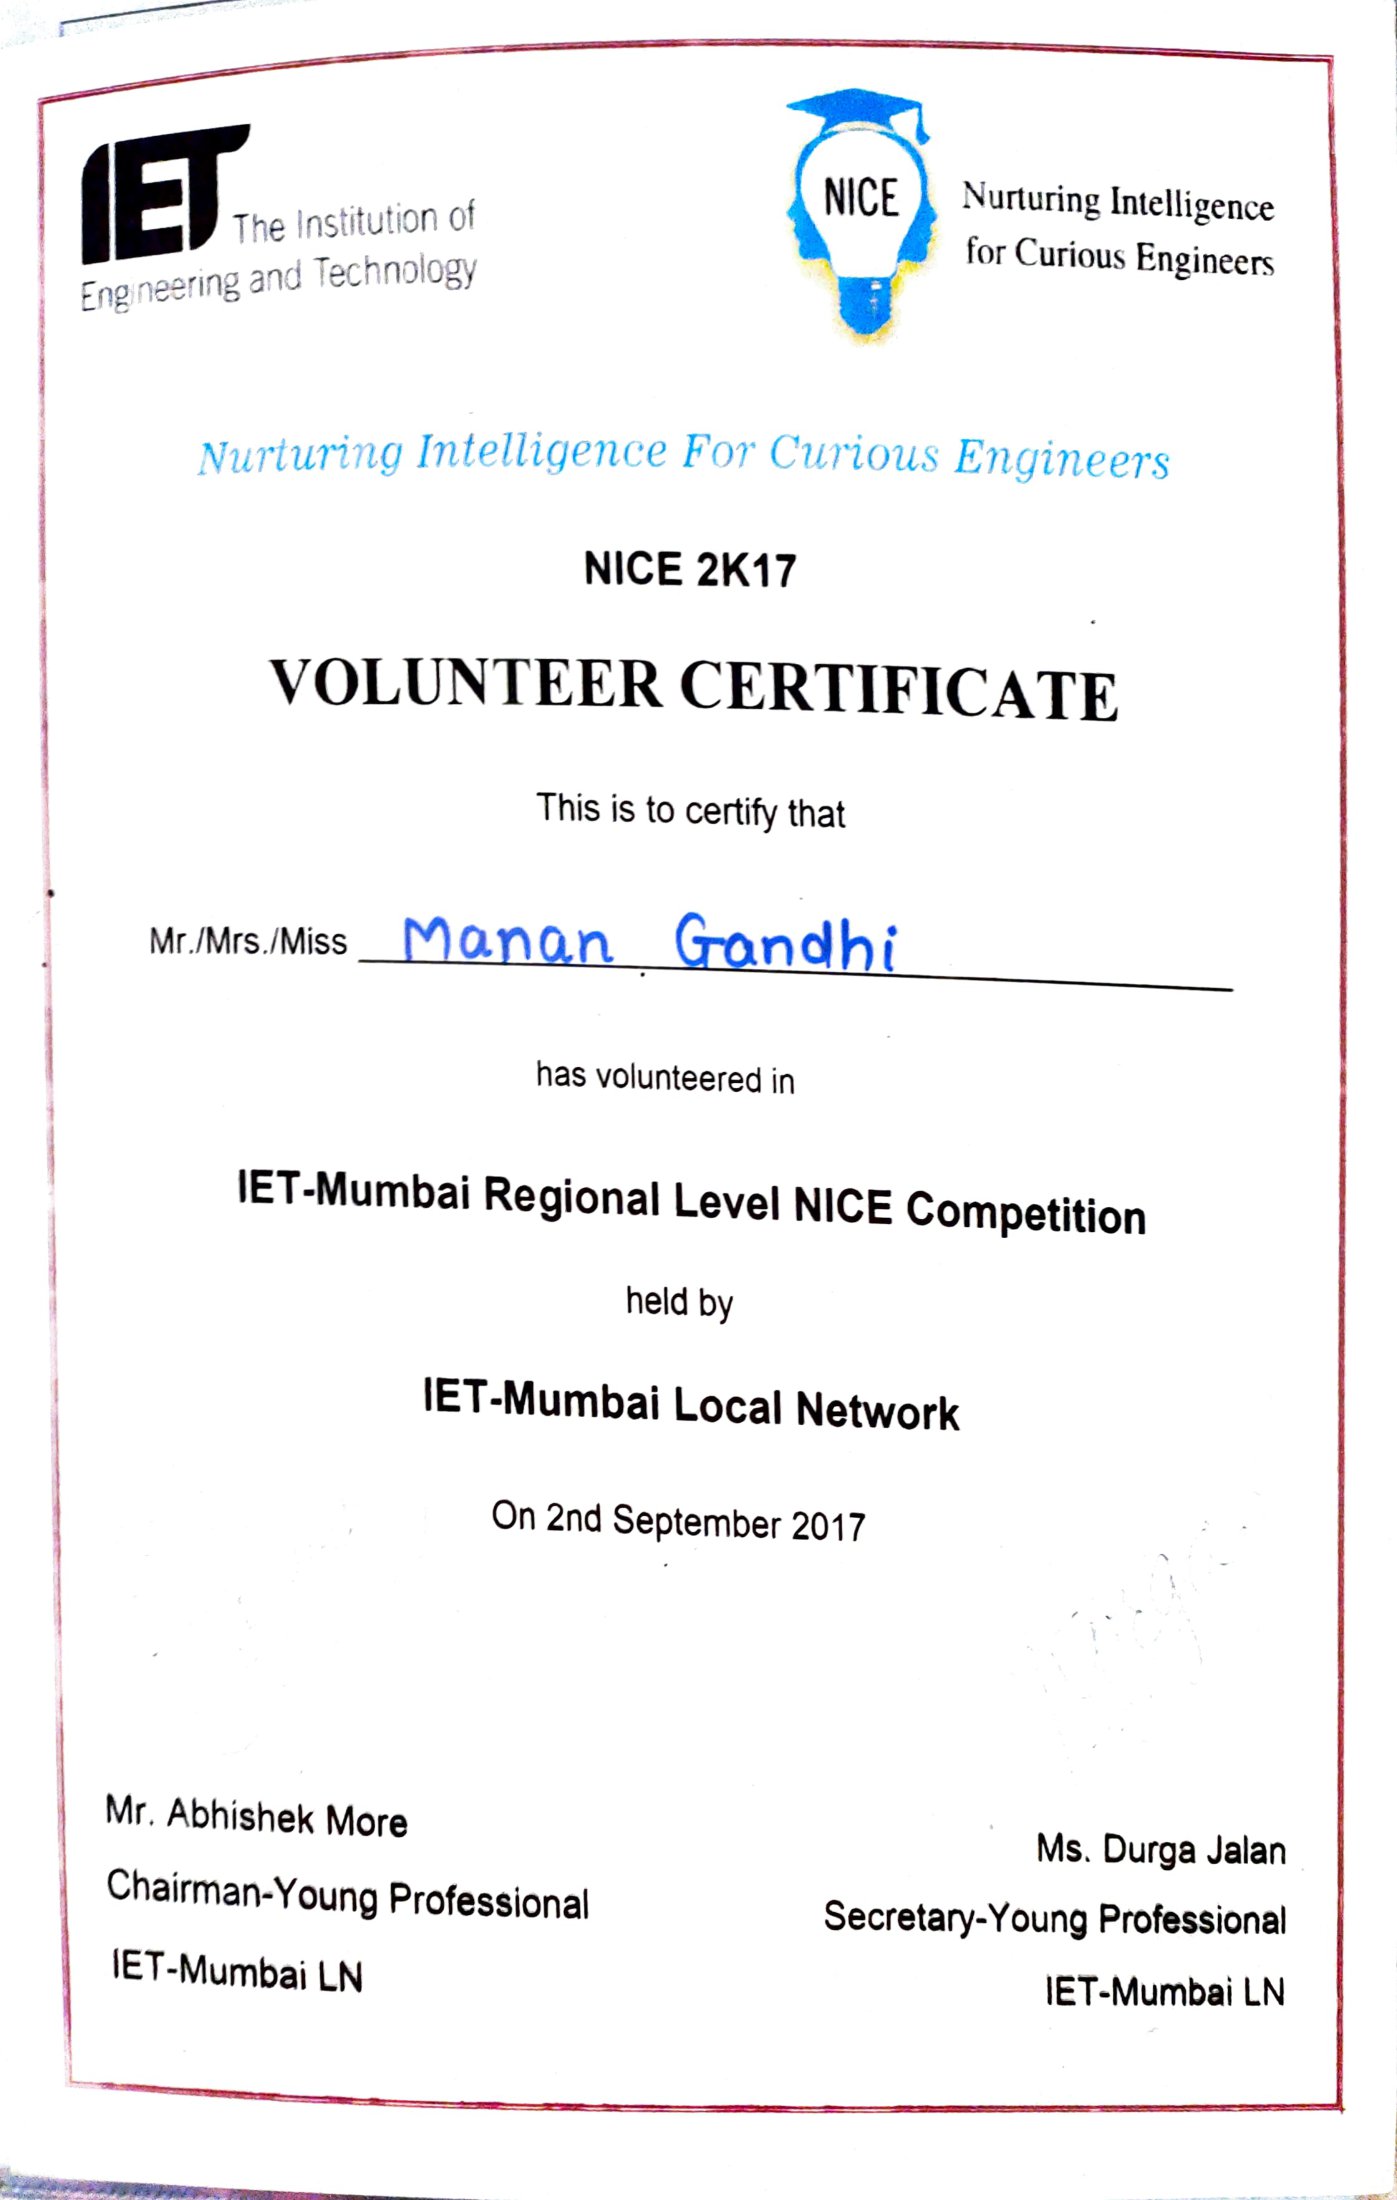 IET The Institution of
Engineering and Technology
NICE
Nurturing Intelligence
for Curious Engineers
Nurturing Intelligence For Curious Engineers
NICE 2K17
VOLUNTEER CERTIFICATE
This is to certify that
Mr./Mrs./Miss Manan Gandhi
has volunteered in
IET-Mumbai Regional Level NICE Competition
held by
IET-Mumbai Local Network
On 2nd September 2017
Mr. Abhishek More
Chairman-Young Professional
IET-Mumbai LN
Ms. Durga Jalan
Secretary-Young Professional
IET-Mumbai LN